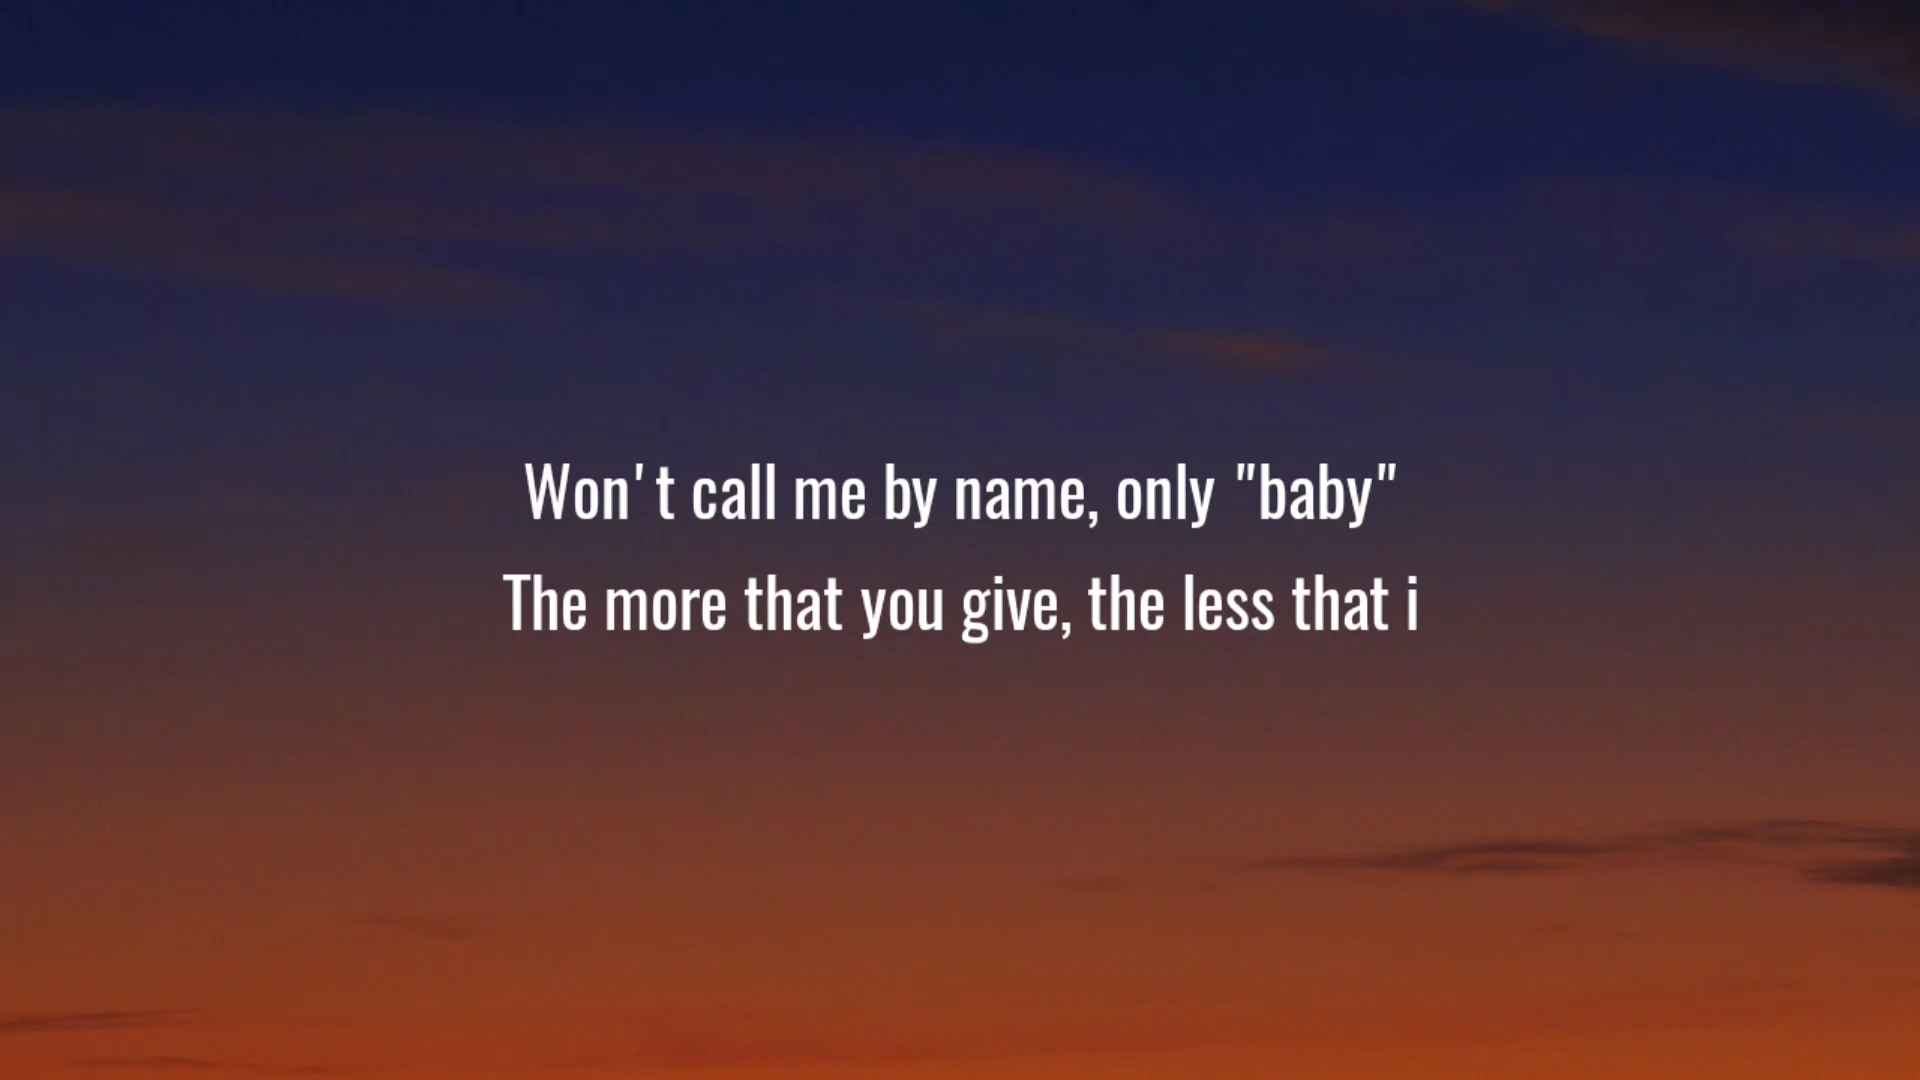 Won't call me by name, only "baby"
The more that you give, the less that i